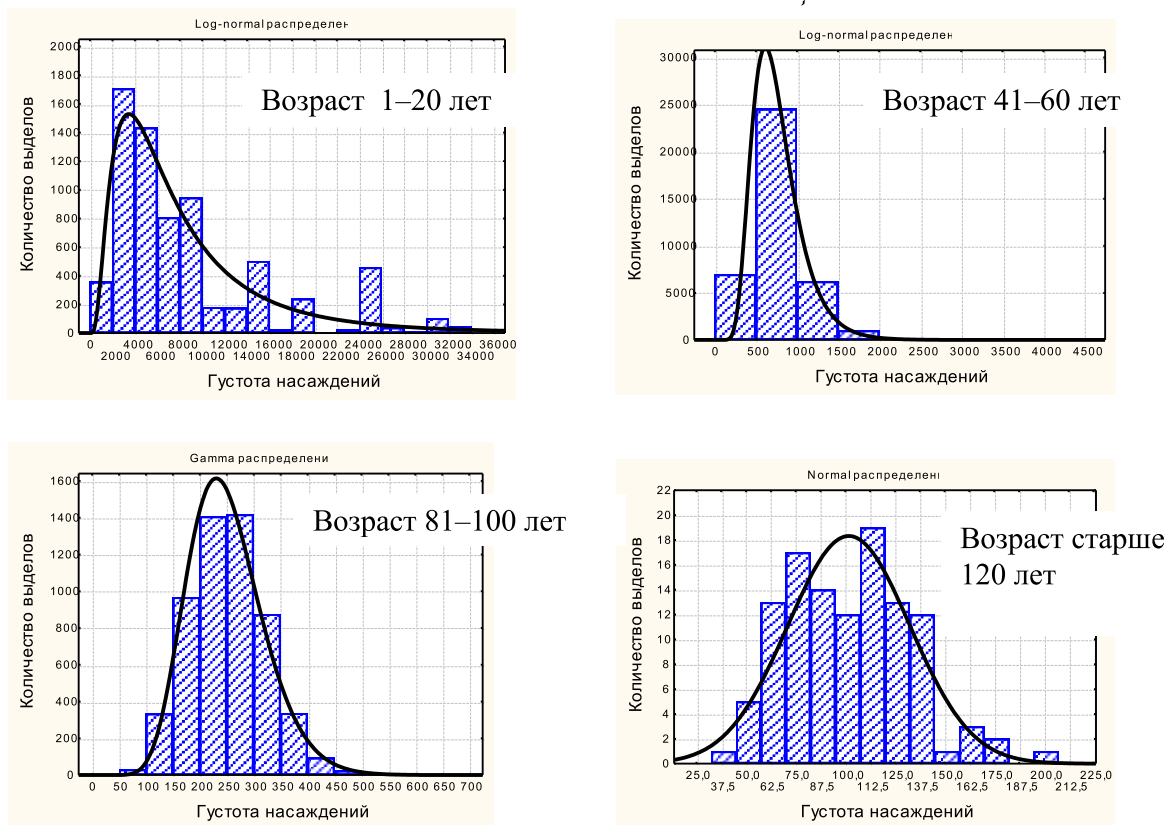 Log-normal распределен
Возраст 1–20 лет
Количество выделов
2000
1800
1600
1400
1200
1000
800
600
400
200
0
0 4000 6000 10000 14000 18000 22000 26000 30000 34000
2000 6000 8000 12000 16000 20000 24000 28000 32000 36000
Густота насаждений
Log-normal распределен
Возраст 41–60 лет
Количество выделов
30000
25000
20000
15000
10000
5000
0
0 500 1000 1500 2000 2500 3000 3500 4000 4500
Густота насаждений
Gamma распределени
Возраст 81–100 лет
Количество выделов
1600
1400
1200
1000
800
600
400
200
0
0 50 100 150 200 250 300 350 400 450 500 550 600 650 700
Густота насаждений
Normal распределени
Возраст старше
120 лет
Количество выделов
22
20
18
16
14
12
10
8
6
4
2
0
25,0 50,0 75,0 100,0 125,0 150,0 175,0 200,0 225,0
37,5 62,5 87,5 112,5 137,5 162,5 187,5 212,5
Густота насаждений